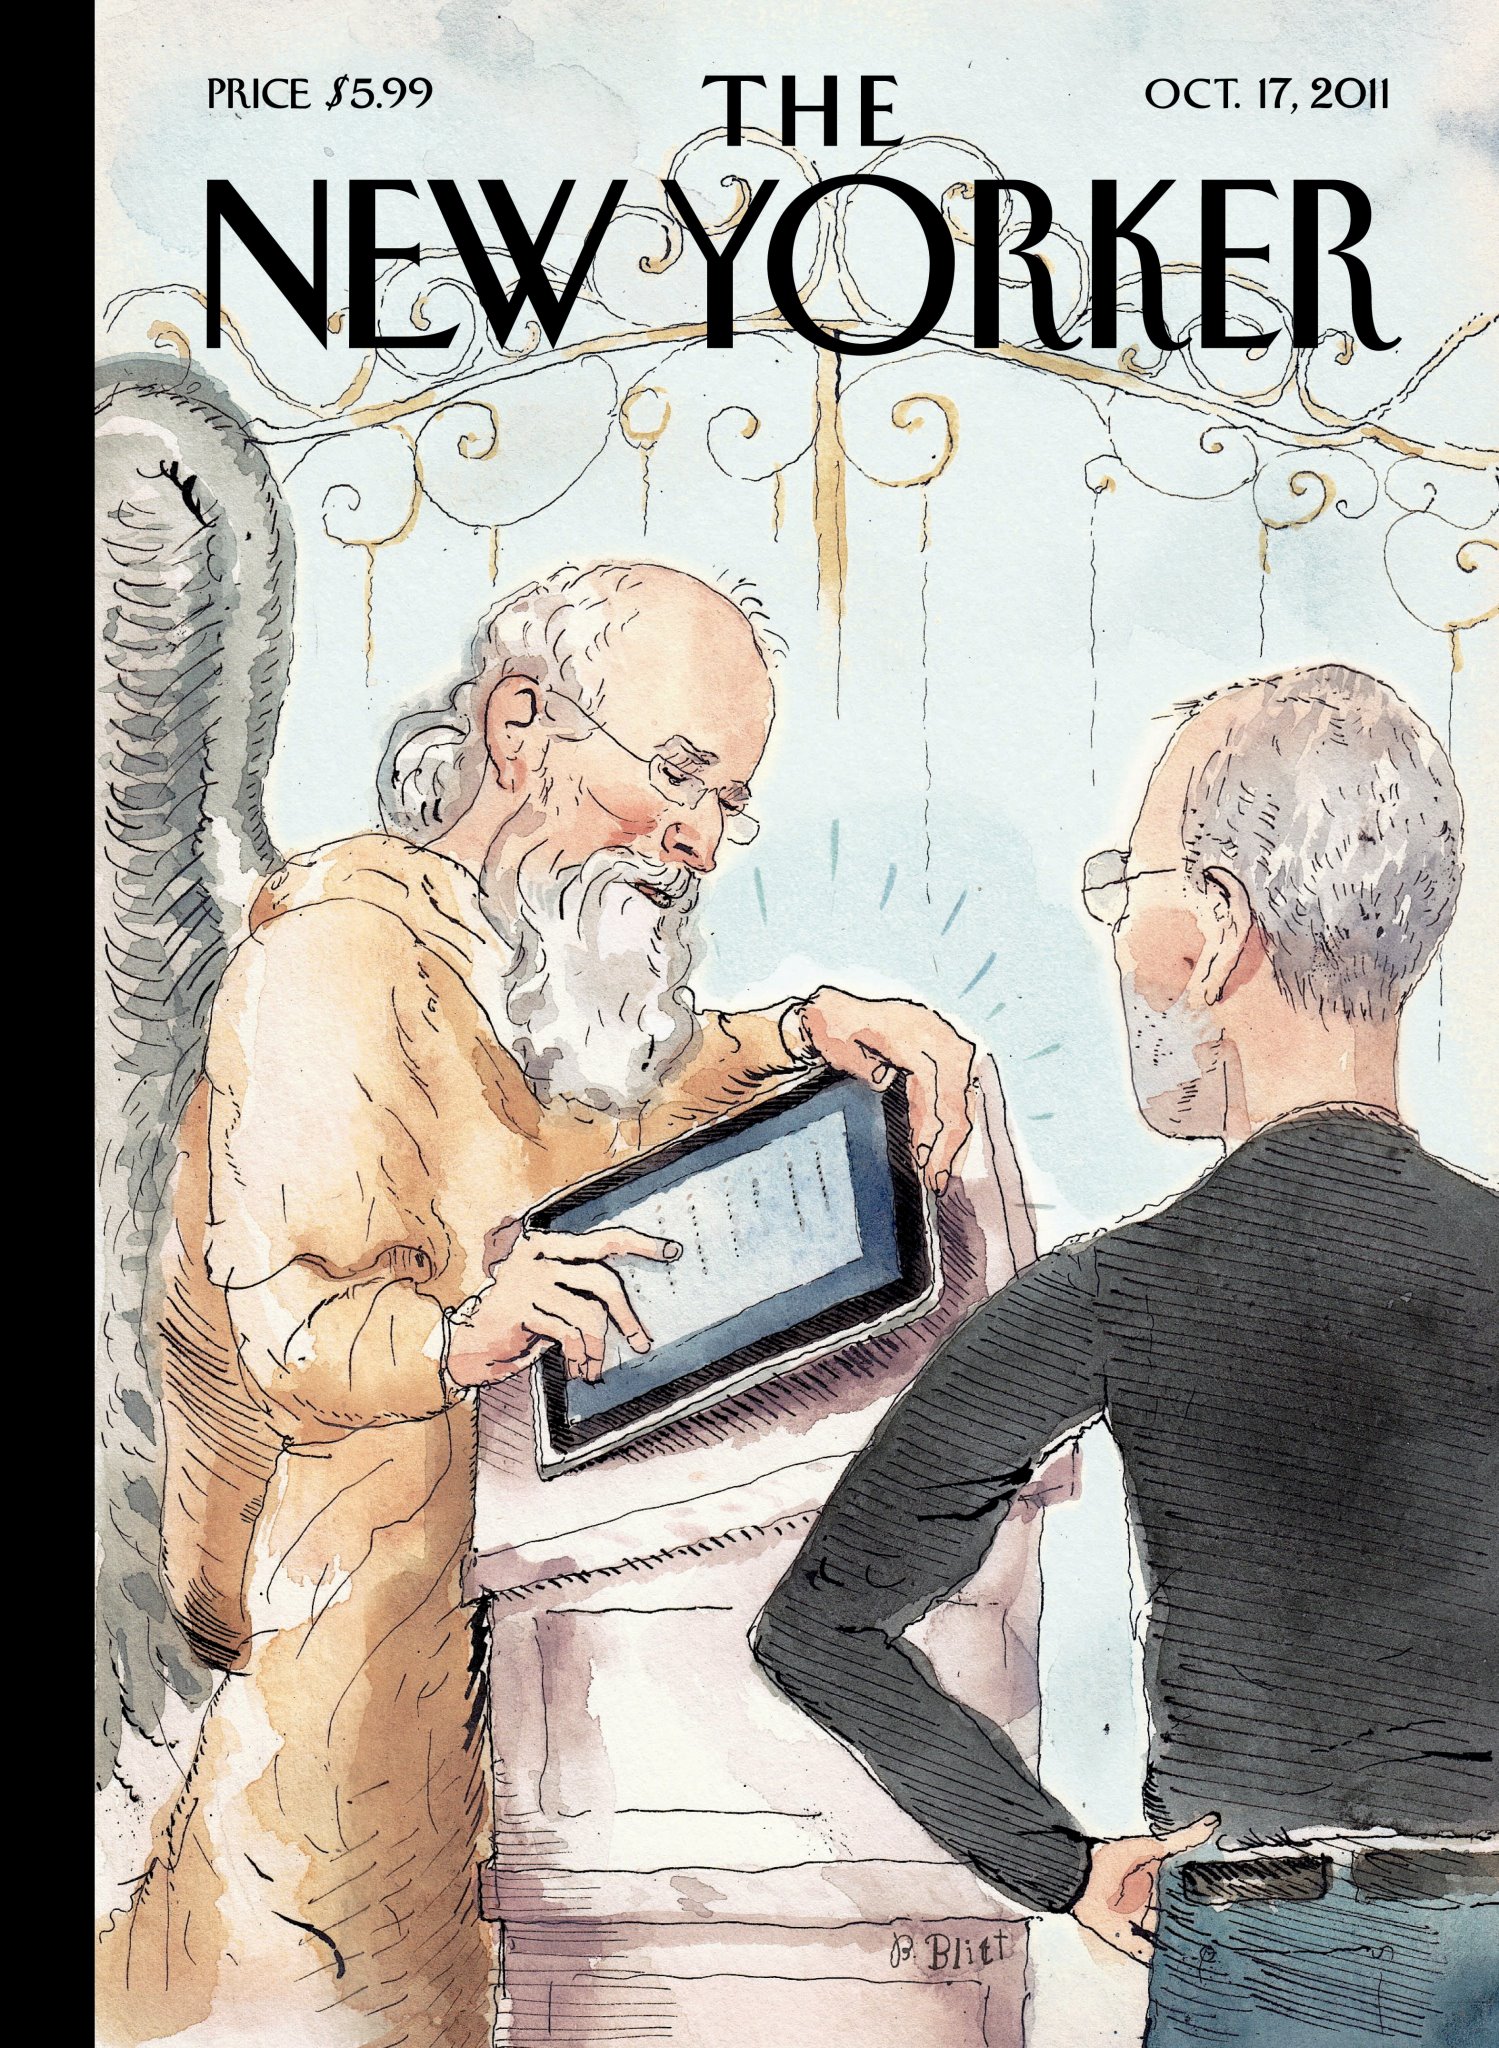 PRICE $5.99
THE
OCT. 17, 2011
NEW YORKER
B. Blitt